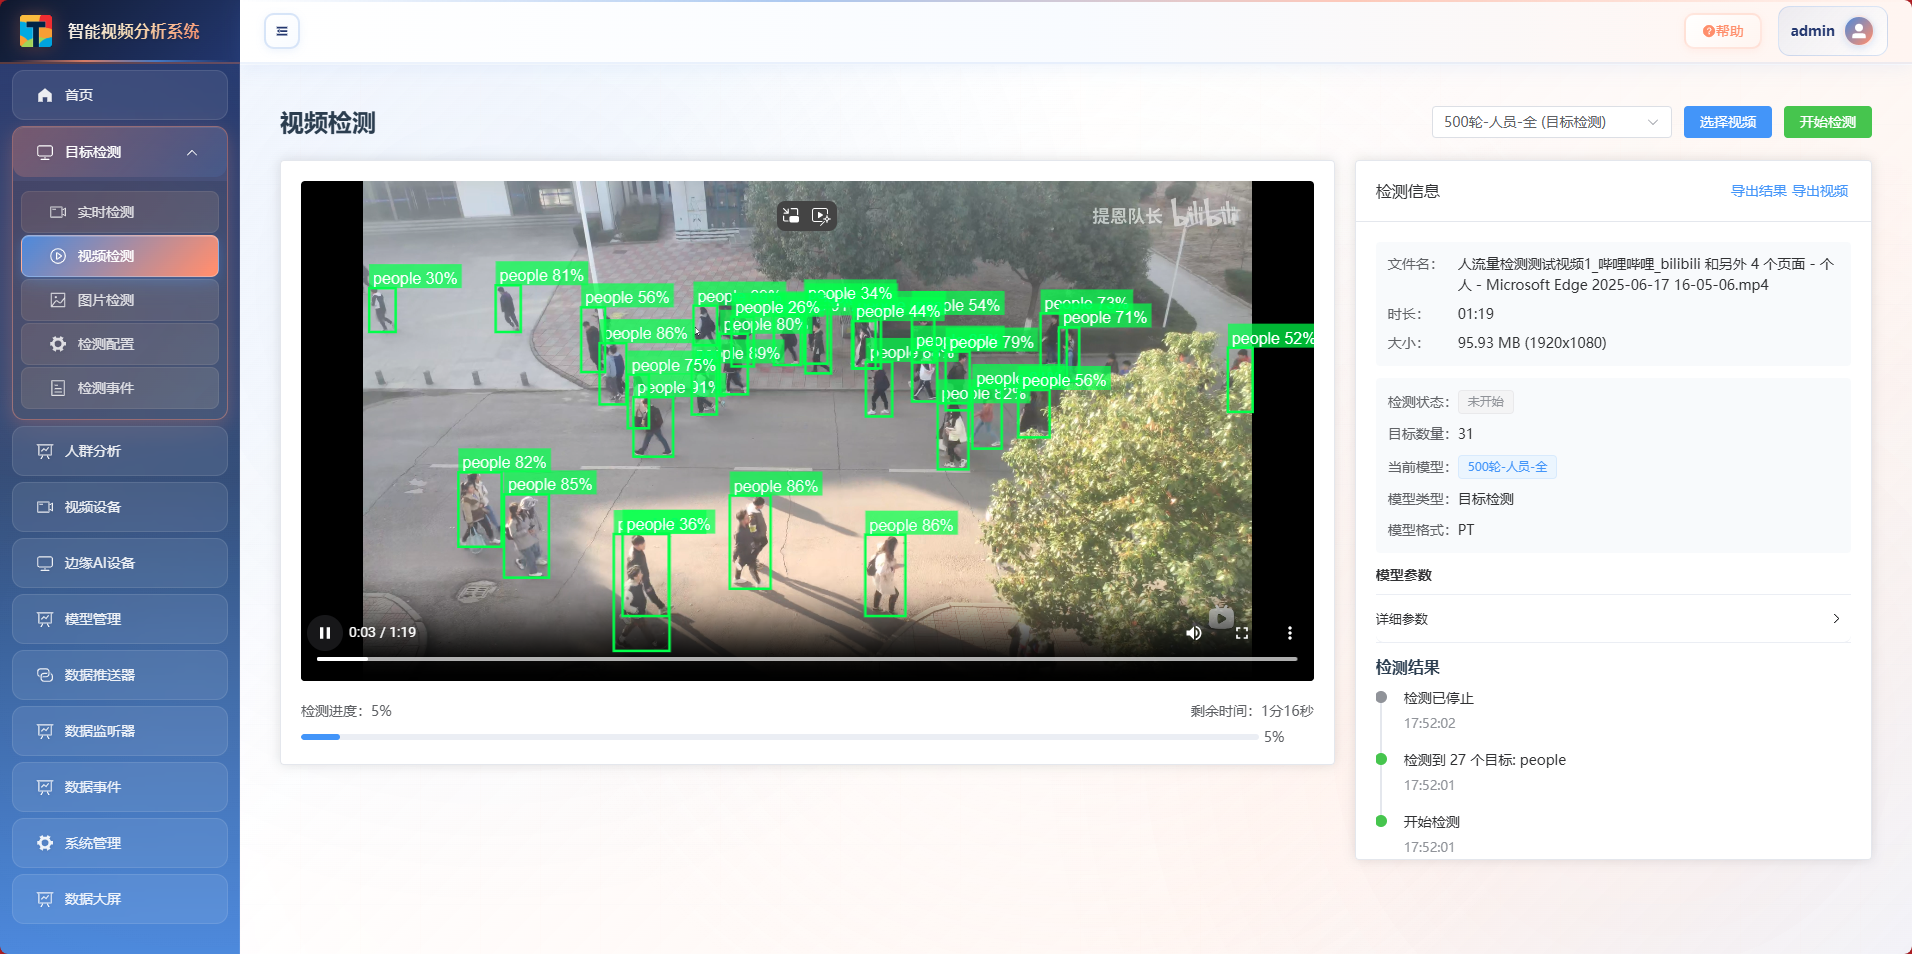 智能视频分析系统
帮助
admin
首页
目标检测
实时检测
视频检测
图片检测
检测配置
检测事件
人群分析
视频设备
边缘AI设备
模型管理
数据推送器
数据监听器
数据事件
系统管理
数据大屏
视频检测
500轮-人员-全 (目标检测)
选择视频
开始检测
提恩队长 bilibili
people 30%
people 81%
people 56%
people 26%
people 34%
people 44%
54%
people 73%
people 71%
people 86%
people 80%
people 79%
people 52%
people 75%
89%
people 91%
people 56%
people 82%
people 82%
people 85%
people 86%
people 36%
people 86%
0:03 / 1:19
检测进度：5%
剩余时间：1分16秒
5%
检测信息
导出结果 导出视频
文件名：
人流量检测测试视频1_哔哩哔哩_bilibili 和另外 4 个页面 - 个
人 - Microsoft Edge 2025-06-17 16-05-06.mp4
时长：
01:19
大小：
95.93 MB (1920x1080)
检测状态：
未开始
目标数量：
31
当前模型：
500轮-人员-全
模型类型：
目标检测
模型格式：
PT
模型参数
详细参数
检测结果
检测已停止
17:52:02
检测到 27 个目标: people
17:52:01
开始检测
17:52:01